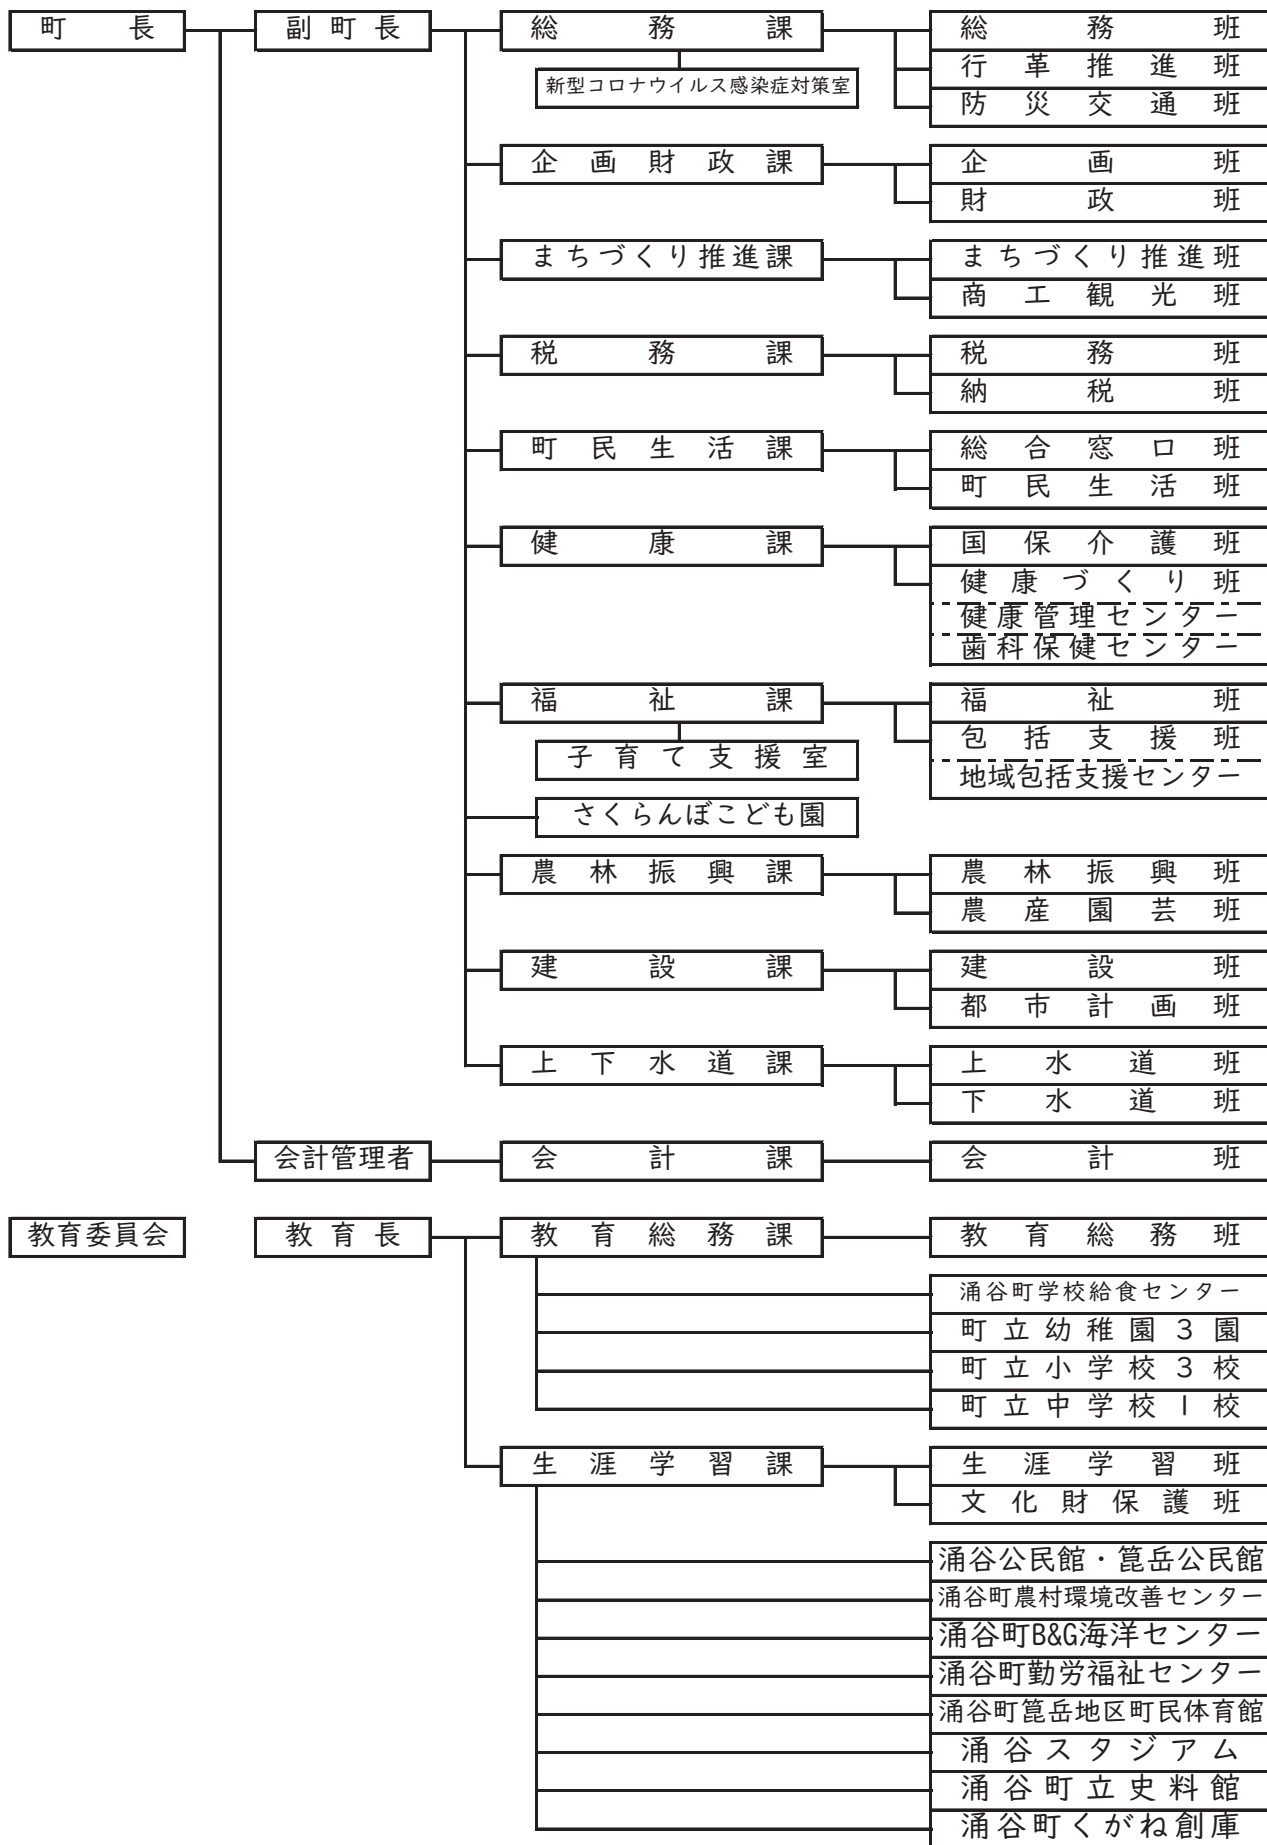 町長 副町長 総務課 総務班
行革推進班
新型コロナウイルス感染症対策室
防災交通班
企画財政課 企画班
財政班
まちづくり推進課 まちづくり推進班
商工観光班
税務課 税務班
納税班
町民生活課 総合窓口班
町民生活班
健康課 国保介護班
健康づくり班
健康管理センター
歯科保健センター
福祉課 福祉班
包括支援班
子育て支援室
地域包括支援センター
さくらんぼこども園
農林振興課 農林振興班
農産園芸班
建設課 建設班
都市計画班
上下水道課 上水道班
下水道班
会計管理者 会計課 会計班
教育委員会 教育長 教育総務課 教育総務班
涌谷町学校給食センター
町立幼稚園3園
町立小学校3校
町立中学校1校
生涯学習課 生涯学習班
文化財保護班
涌谷公民館・箟岳公民館
涌谷町農村環境改善センター
涌谷町B&G海洋センター
涌谷町勤労福祉センター
涌谷町箟岳地区町民体育館
涌谷スタジアム
涌谷町立史料館
涌谷町くがね創庫